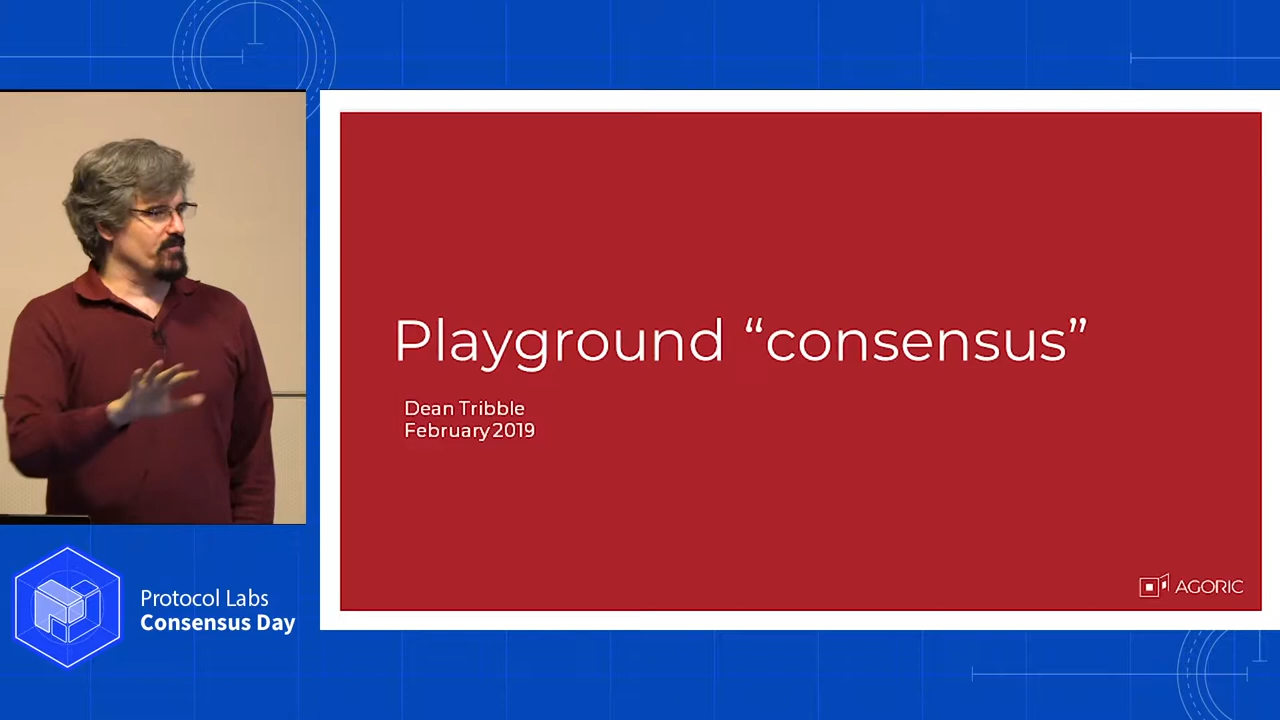 Playground “consensus”
Dean Tribble
February 2019
AGORIC
Protocol Labs
Consensus Day